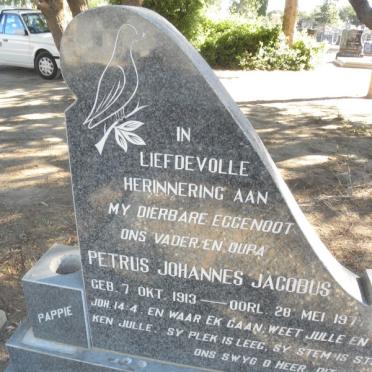 IN
LIEFDEVOLLE
HERINNERING AAN
MY DIERBARE EGGENOOT
ONS VADER, EN, OUPA
PETRUS JOHANNES JACOBUS
GEB. 7 OKT. 1913 — OORL. 28 MEI 197
JOH. 14:4. EN WAAR EK GAAN, WEET JULLE EN
KEN JULLE. SY PLEK IS LEEG, SY STEM IS
ONS SWYG O HEER,
PAPPIE